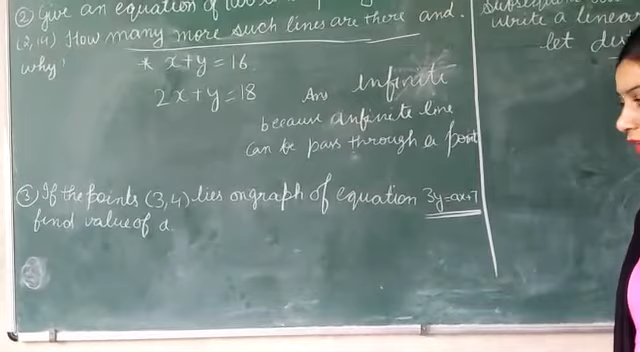 ② Give an equation of two
(2,14) How many more such lines are there and.
why?
* x+y=16.
2x+y=18
Ans Infinite
because anfinite line
can be pass through a point
③ If the points (3,4) lies on graph of equation 3y=ax+7
find value of a.
write a linear
let